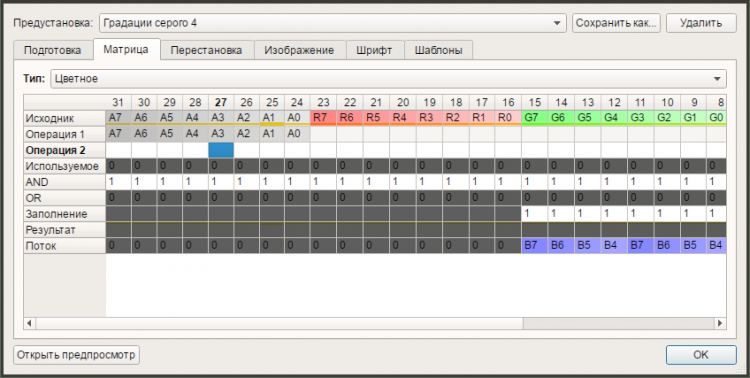 Предустановка: Градации серого 4 Сохранить как... Удалить
Подготовка Матрица Перестановка Изображение Шрифт Шаблоны
Тип: Цветное
31 30 29 28 27 26 25 24 23 22 21 20 19 18 17 16 15 14 13 12 11 10 9 8
Исходник A7 A6 A5 A4 A3 A2 A1 A0 R7 R6 R5 R4 R3 R2 R1 R0 G7 G6 G5 G4 G3 G2 G1 G0
Операция 1 A7 A6 A5 A4 A3 A2 A1 A0
Операция 2
Используемое 0 0 0 0 0 0 0 0 0 0 0 0 0 0 0 0 0 0 0 0 0 0 0 0
AND 1 1 1 1 1 1 1 1 1 1 1 1 1 1 1 1 1 1 1 1 1 1 1 1
OR 0 0 0 0 0 0 0 0 0 0 0 0 0 0 0 0 0 0 0 0 0 0 0 0
Заполнение 1 1 1 1 1 1 1 1
Результат
Поток 0 0 0 0 0 0 0 0 0 0 0 0 0 0 0 0 B7 B6 B5 B4 B7 B6 B5 B4
Открыть предпросмотр OK